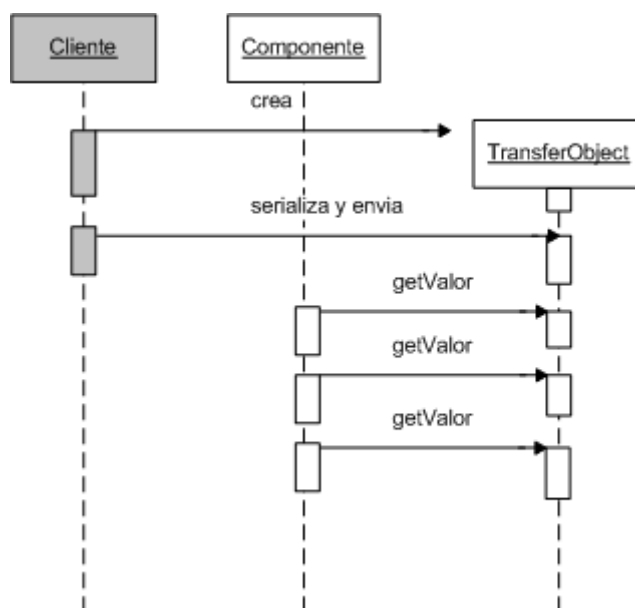 Cliente
Componente
crea
TransferObject
serializa y envia
getValor
getValor
getValor